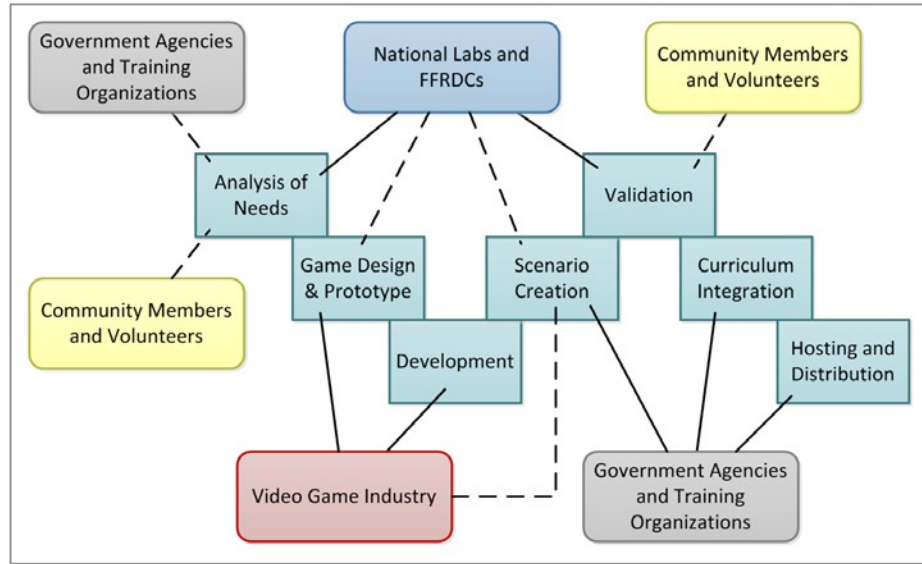 Government Agencies
and Training
Organizations
National Labs and
FFRDCs
Community Members
and Volunteers
Analysis of
Needs
Validation
Game Design
& Prototype
Scenario
Creation
Curriculum
Integration
Community Members
and Volunteers
Development
Hosting and
Distribution
Video Game Industry
Government Agencies
and Training
Organizations